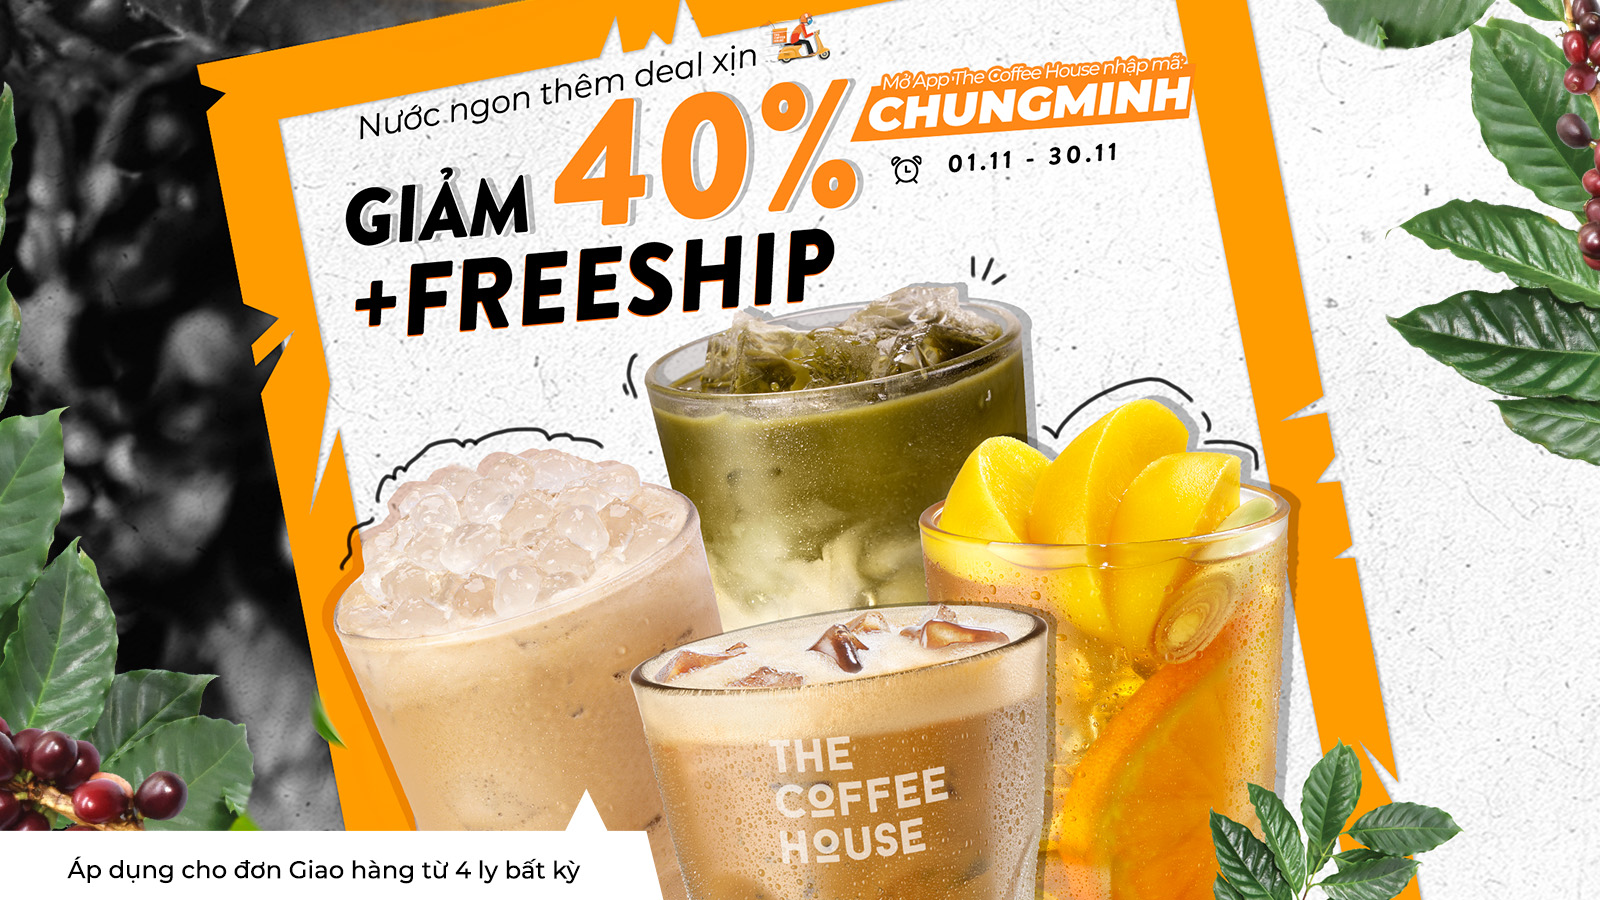 Nước ngon thêm deal xịn
GIẢM 40%
+FREESHIP
Mở App The Coffee House nhập mã:
CHUNGMINH
01.11 - 30.11
THE
COFFEE
HOUSE
Áp dụng cho đơn Giao hàng từ 4 ly bất kỳ